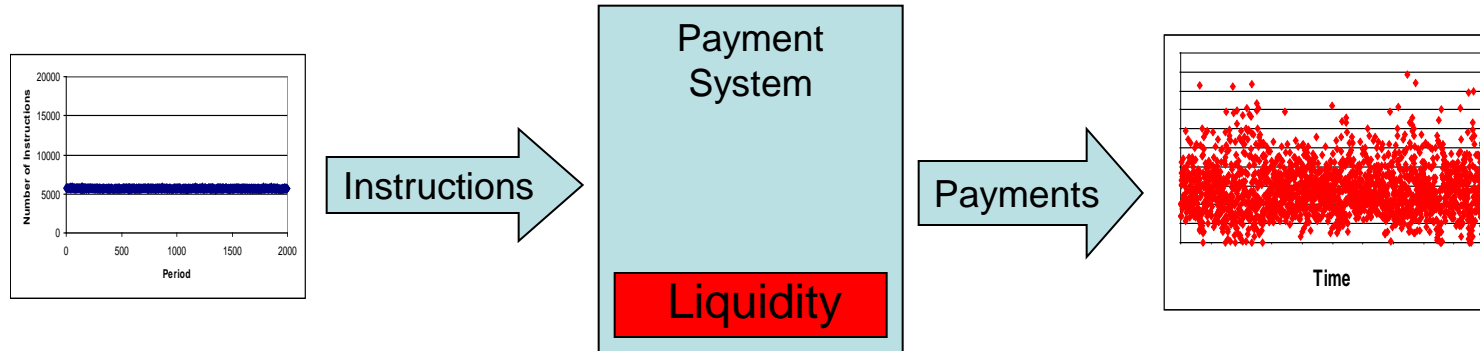 Number of Instructions
20000
15000
10000
5000
0
0 500 1000 1500 2000
Period
Instructions
Payment
System
Liquidity
Payments
Time